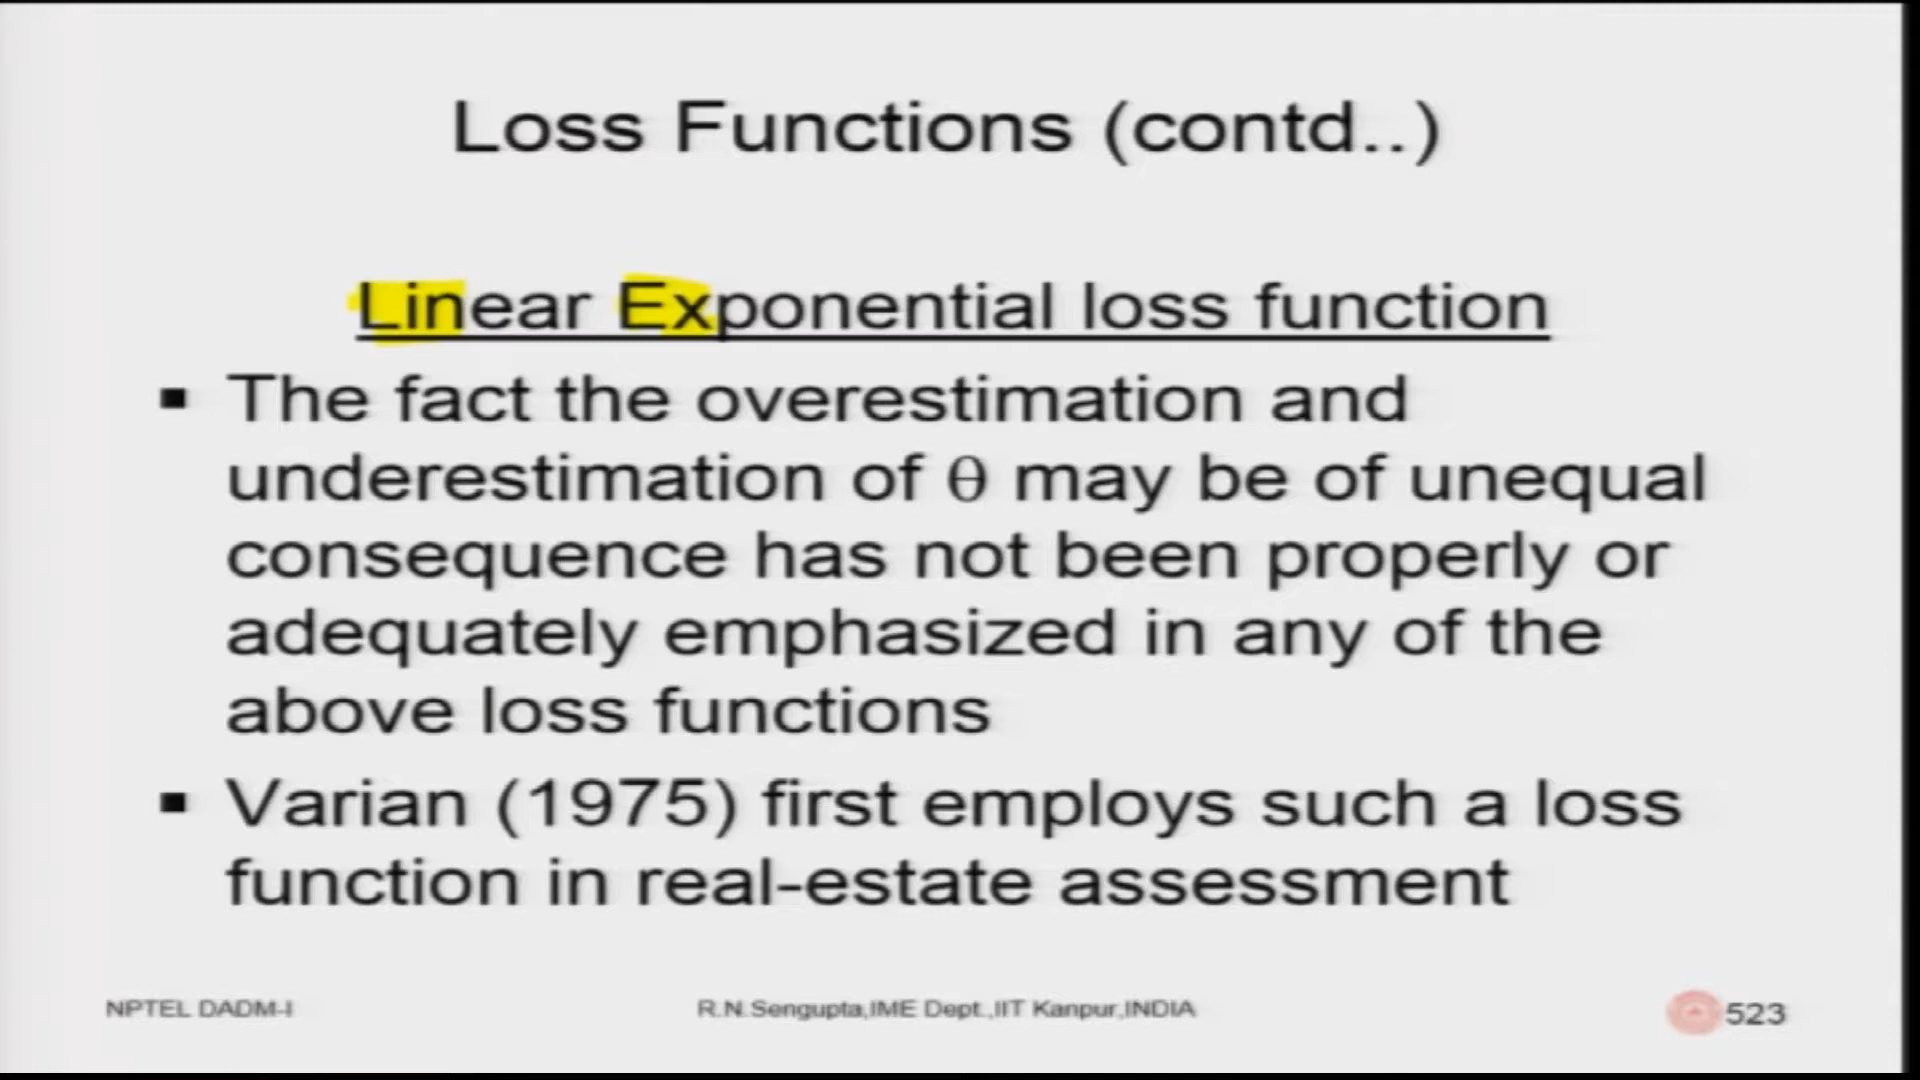 Loss Functions (contd..)
Linear Exponential loss function
▪ The fact the overestimation and
underestimation of θ may be of unequal
consequence has not been properly or
adequately emphasized in any of the
above loss functions
▪ Varian (1975) first employs such a loss
function in real-estate assessment
NPTEL DADM-I R.N.Sengupta,IME Dept.,IIT Kanpur,INDIA 523